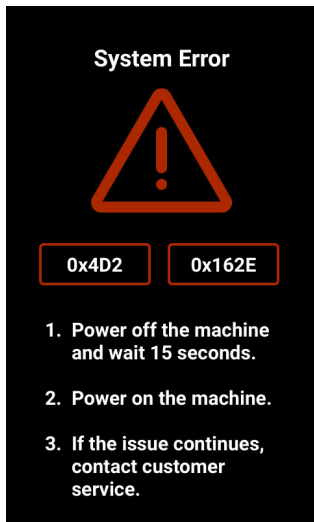 System Error
0x4D2 0x162E
1. Power off the machine
and wait 15 seconds.
2. Power on the machine.
3. If the issue continues,
contact customer
service.